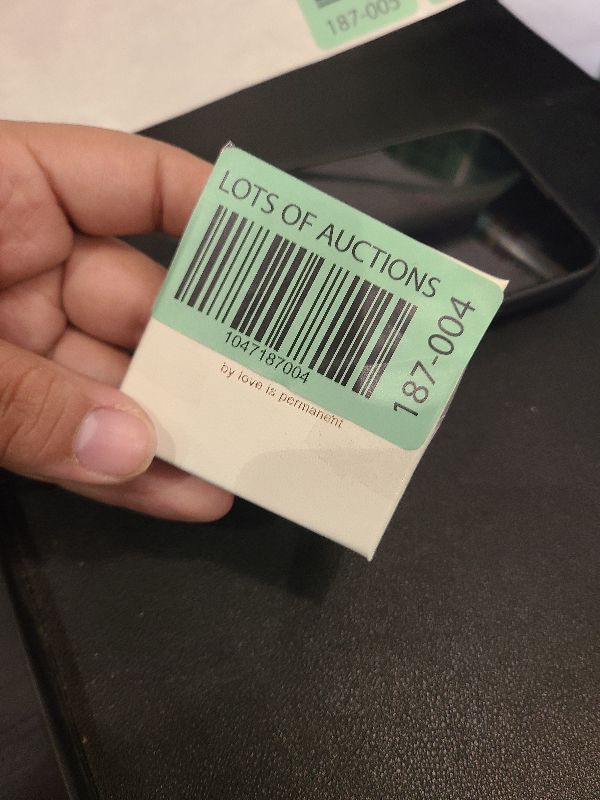 187-005
LOTS OF AUCTIONS
1047187004
187-004
by love is permanent